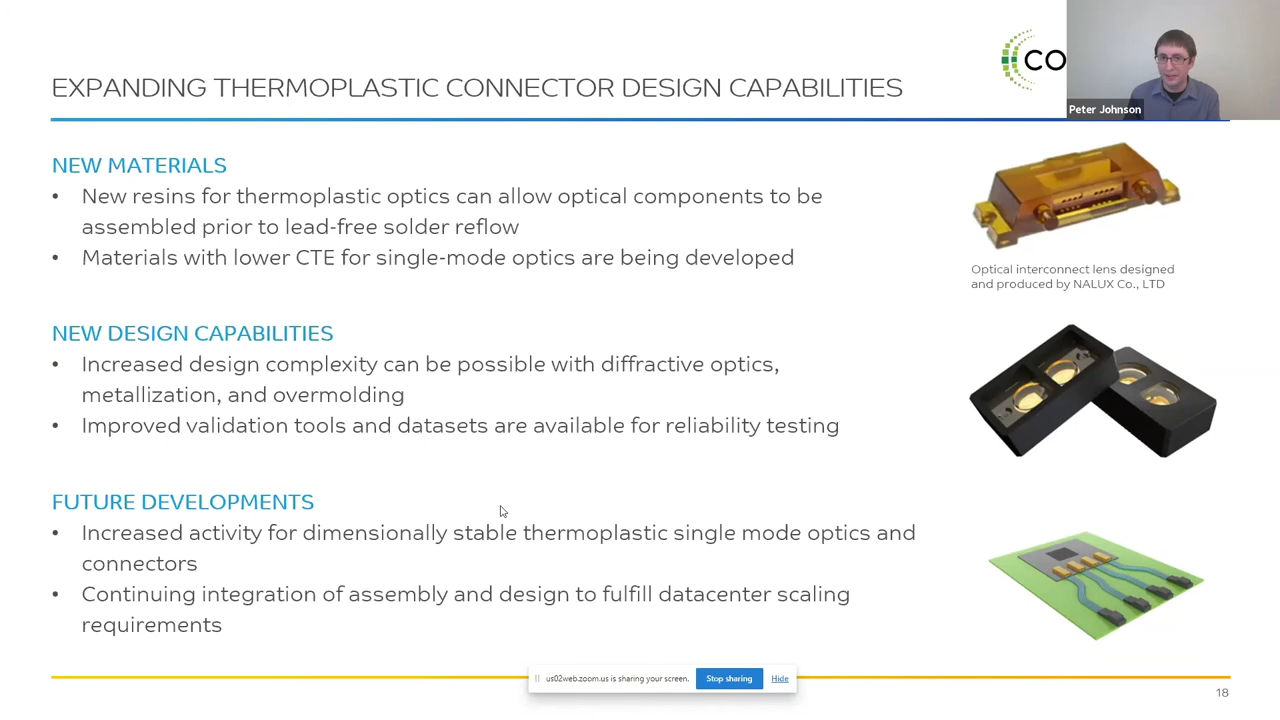 EXPANDING THERMOPLASTIC CONNECTOR DESIGN CAPABILITIES
CO
Peter Johnson
NEW MATERIALS
• New resins for thermoplastic optics can allow optical components to be
assembled prior to lead-free solder reflow
• Materials with lower CTE for single-mode optics are being developed
Optical interconnect lens designed
and produced by NALUX Co., LTD
NEW DESIGN CAPABILITIES
• Increased design complexity can be possible with diffractive optics,
metallization, and overmolding
• Improved validation tools and datasets are available for reliability testing
FUTURE DEVELOPMENTS
• Increased activity for dimensionally stable thermoplastic single mode optics and
connectors
• Continuing integration of assembly and design to fulfill datacenter scaling
requirements
us02web.zoom.us is sharing your screen.
Stop sharing
Hide
18